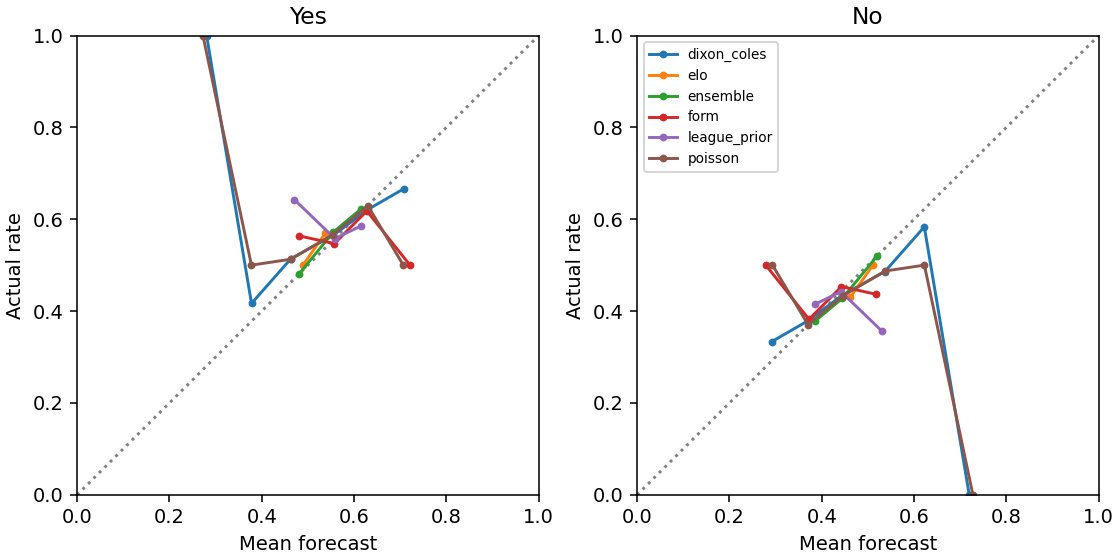 Yes
No
1.0
0.8
0.6
0.4
0.2
0.0
Actual rate
0.0 0.2 0.4 0.6 0.8 1.0
Mean forecast
1.0
0.8
0.6
0.4
0.2
0.0
Actual rate
dixon_coles
elo
ensemble
form
league_prior
poisson
0.0 0.2 0.4 0.6 0.8 1.0
Mean forecast